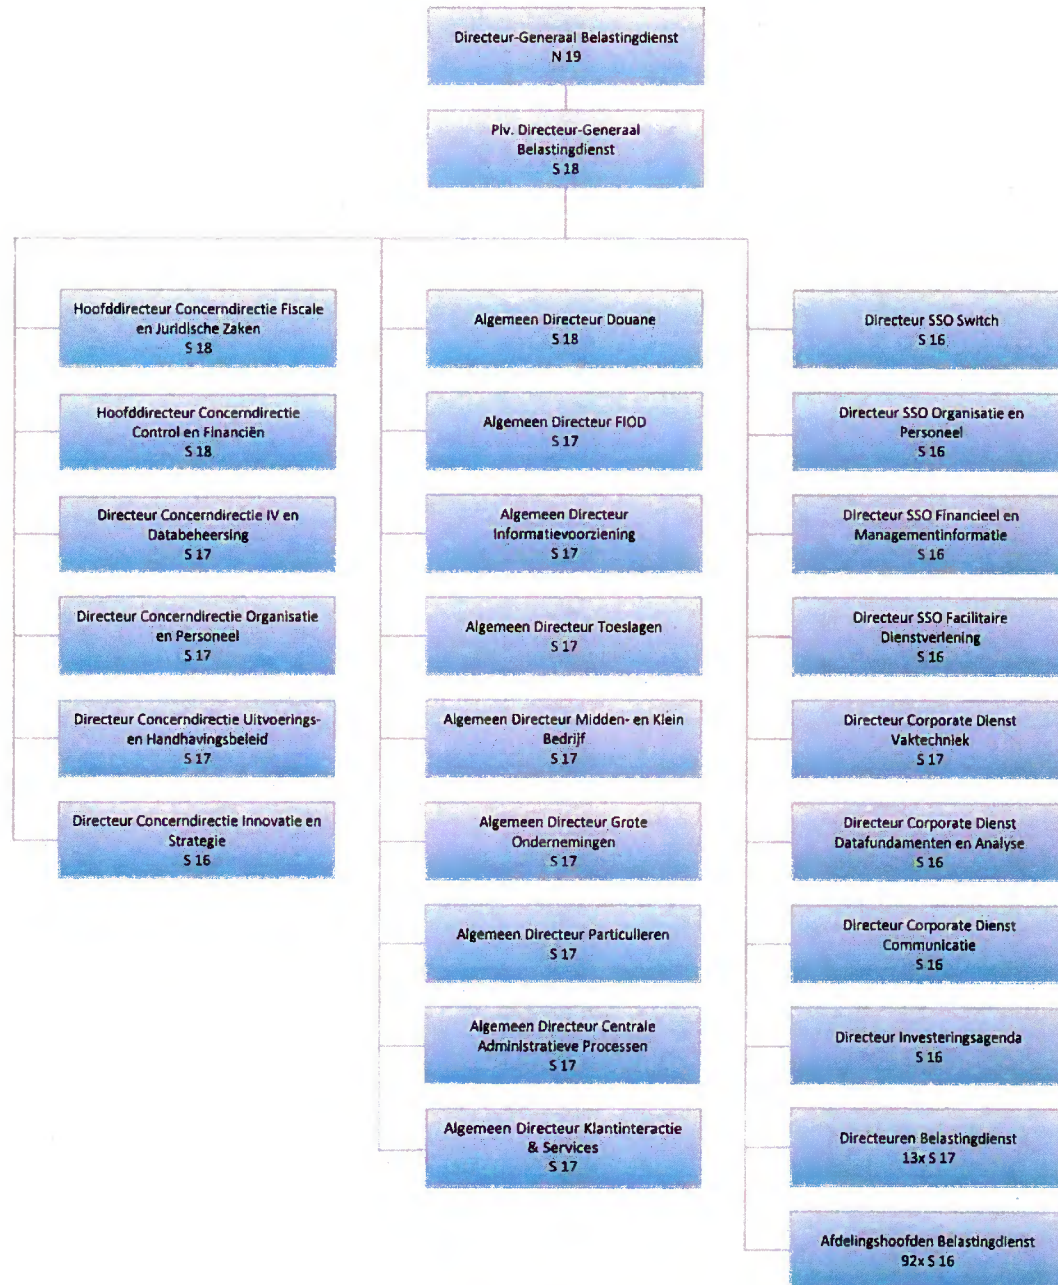 Directeur-Generaal Belastingdienst
N 19
Plv. Directeur-Generaal
Belastingdienst
S 18
Hoofddirecteur Concerndirectie Fiscale
en Juridische Zaken
S 18
Hoofddirecteur Concerndirectie
Control en Financiën
S 18
Directeur Concerndirectie IV en
Databeheersing
S 17
Directeur Concerndirectie Organisatie
en Personeel
S 17
Directeur Concerndirectie Uitvoerings-
en Handhavingsbeleid
S 17
Directeur Concerndirectie Innovatie en
Strategie
S 16
Algemeen Directeur Douane
S 18
Algemeen Directeur FIOD
S 17
Algemeen Directeur
Informatievoorziening
S 17
Algemeen Directeur Toeslagen
S 17
Algemeen Directeur Midden- en Klein
Bedrijf
S 17
Algemeen Directeur Grote
Ondernemingen
S 17
Algemeen Directeur Particulieren
S 17
Algemeen Directeur Centrale
Administratieve Processen
S 17
Algemeen Directeur Klantinteractie
& Services
S 17
Directeur SSO Switch
S 16
Directeur SSO Organisatie en
Personeel
S 16
Directeur SSO Financieel en
Managementinformatie
S 16
Directeur SSO Facilitaire
Dienstverlening
S 16
Directeur Corporate Dienst
Vaktechniek
S 17
Directeur Corporate Dienst
Datafundamenten en Analyse
S 16
Directeur Corporate Dienst
Communicatie
S 16
Directeur Investeringsagenda
S 16
Directeuren Belastingdienst
13x S 17
Afdelingshoofden Belastingdienst
92x S 16